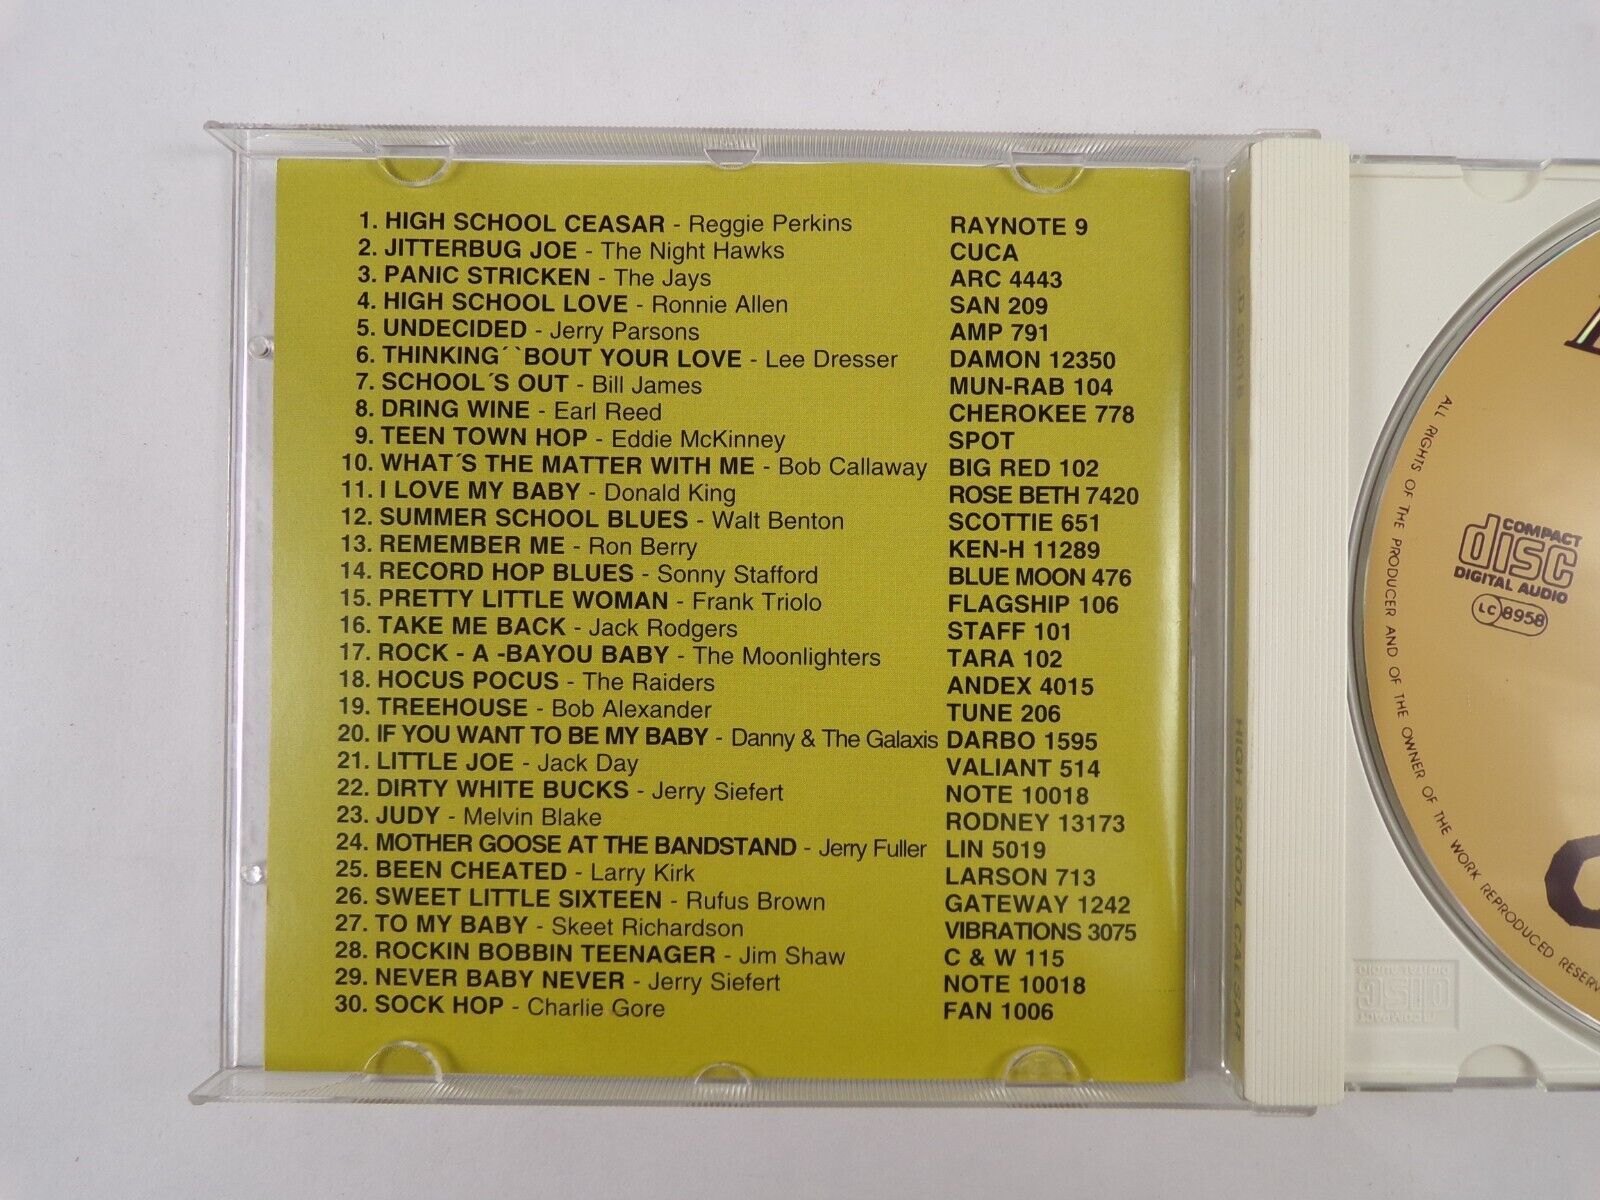 1. HIGH SCHOOL CEASAR - Reggie Perkins RAYNOTE 9
2. JITTERBUG JOE - The Night Hawks CUCA
3. PANIC STRICKEN - The Jays ARC 4443
4. HIGH SCHOOL LOVE - Ronnie Allen SAN 209
5. UNDECIDED - Jerry Parsons AMP 791
6. THINKING´`BOUT YOUR LOVE - Lee Dresser DAMON 12350
7. SCHOOL´S OUT - Bill James MUN-RAB 104
8. DRING WINE - Earl Reed CHEROKEE 778
9. TEEN TOWN HOP - Eddie McKinney SPOT
10. WHAT´S THE MATTER WITH ME - Bob Callaway BIG RED 102
11. I LOVE MY BABY - Donald King ROSE BETH 7420
12. SUMMER SCHOOL BLUES - Walt Benton SCOTTIE 651
13. REMEMBER ME - Ron Berry KEN-H 11289
14. RECORD HOP BLUES - Sonny Stafford BLUE MOON 476
15. PRETTY LITTLE WOMAN - Frank Triolo FLAGSHIP 106
16. TAKE ME BACK - Jack Rodgers STAFF 101
17. ROCK - A -BAYOU BABY - The Moonlighters TARA 102
18. HOCUS POCUS - The Raiders ANDEX 4015
19. TREEHOUSE - Bob Alexander TUNE 206
20. IF YOU WANT TO BE MY BABY - Danny & The Galaxis DARBO 1595
21. LITTLE JOE - Jack Day VALIANT 514
22. DIRTY WHITE BUCKS - Jerry Siefert NOTE 10018
23. JUDY - Melvin Blake RODNEY 13173
24. MOTHER GOOSE AT THE BANDSTAND - Jerry Fuller LIN 5019
25. BEEN CHEATED - Larry Kirk LARSON 713
26. SWEET LITTLE SIXTEEN - Rufus Brown GATEWAY 1242
27. TO MY BABY - Skeet Richardson VIBRATIONS 3075
28. ROCKIN BOBBIN TEENAGER - Jim Shaw C & W 115
29. NEVER BABY NEVER - Jerry Siefert NOTE 10018
30. SOCK HOP - Charlie Gore FAN 1006
HIGH SCHOOL CAESAR
ALL RIGHTS OF THE PRODUCER AND OF THE OWNER OF THE WORK REPRODUCED
COMPACT
disc
DIGITAL AUDIO
LC 8958
COMPACT
disc
DIGITAL AUDIO